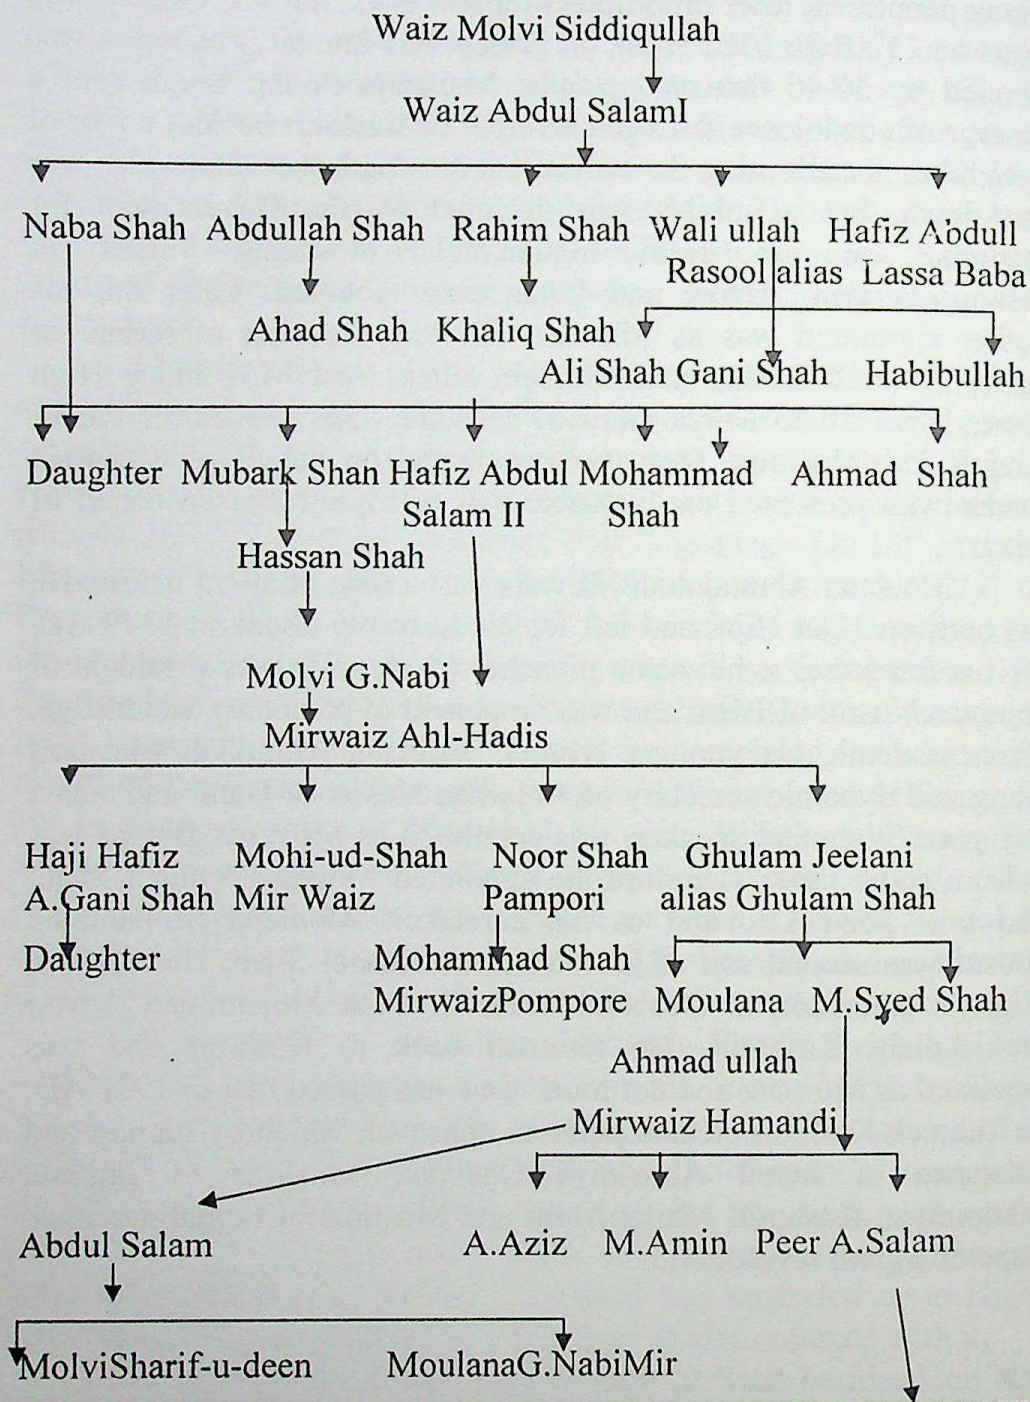 Waiz Molvi Siddiqullah
Waiz Abdul SalamI
Naba Shah Abdullah Shah Rahim Shah Wali ullah Hafiz Abdull
Rasool alias Lassa Baba
Ahad Shah Khaliq Shah
Ali Shah Gani Shah Habibullah
Daughter Mubark Shan Hafiz Abdul Mohammad Ahmad Shah
Salam II Shah
Hassan Shah
Molvi G.Nabi
Mirwaiz Ahl-Hadis
Haji Hafiz Mohi-ud-Shah Noor Shah Ghulam Jeelani
A.Gani Shah Mir Waiz Pampori alias Ghulam Shah
Daughter Mohammad Shah
MirwaizPompore Moulana M.Syed Shah
Ahmad ullah
Mirwaiz Hamandi
Abdul Salam A.Aziz M.Amin Peer A.Salam
MolviSharif-u-deen MoulanaG.NabiMir